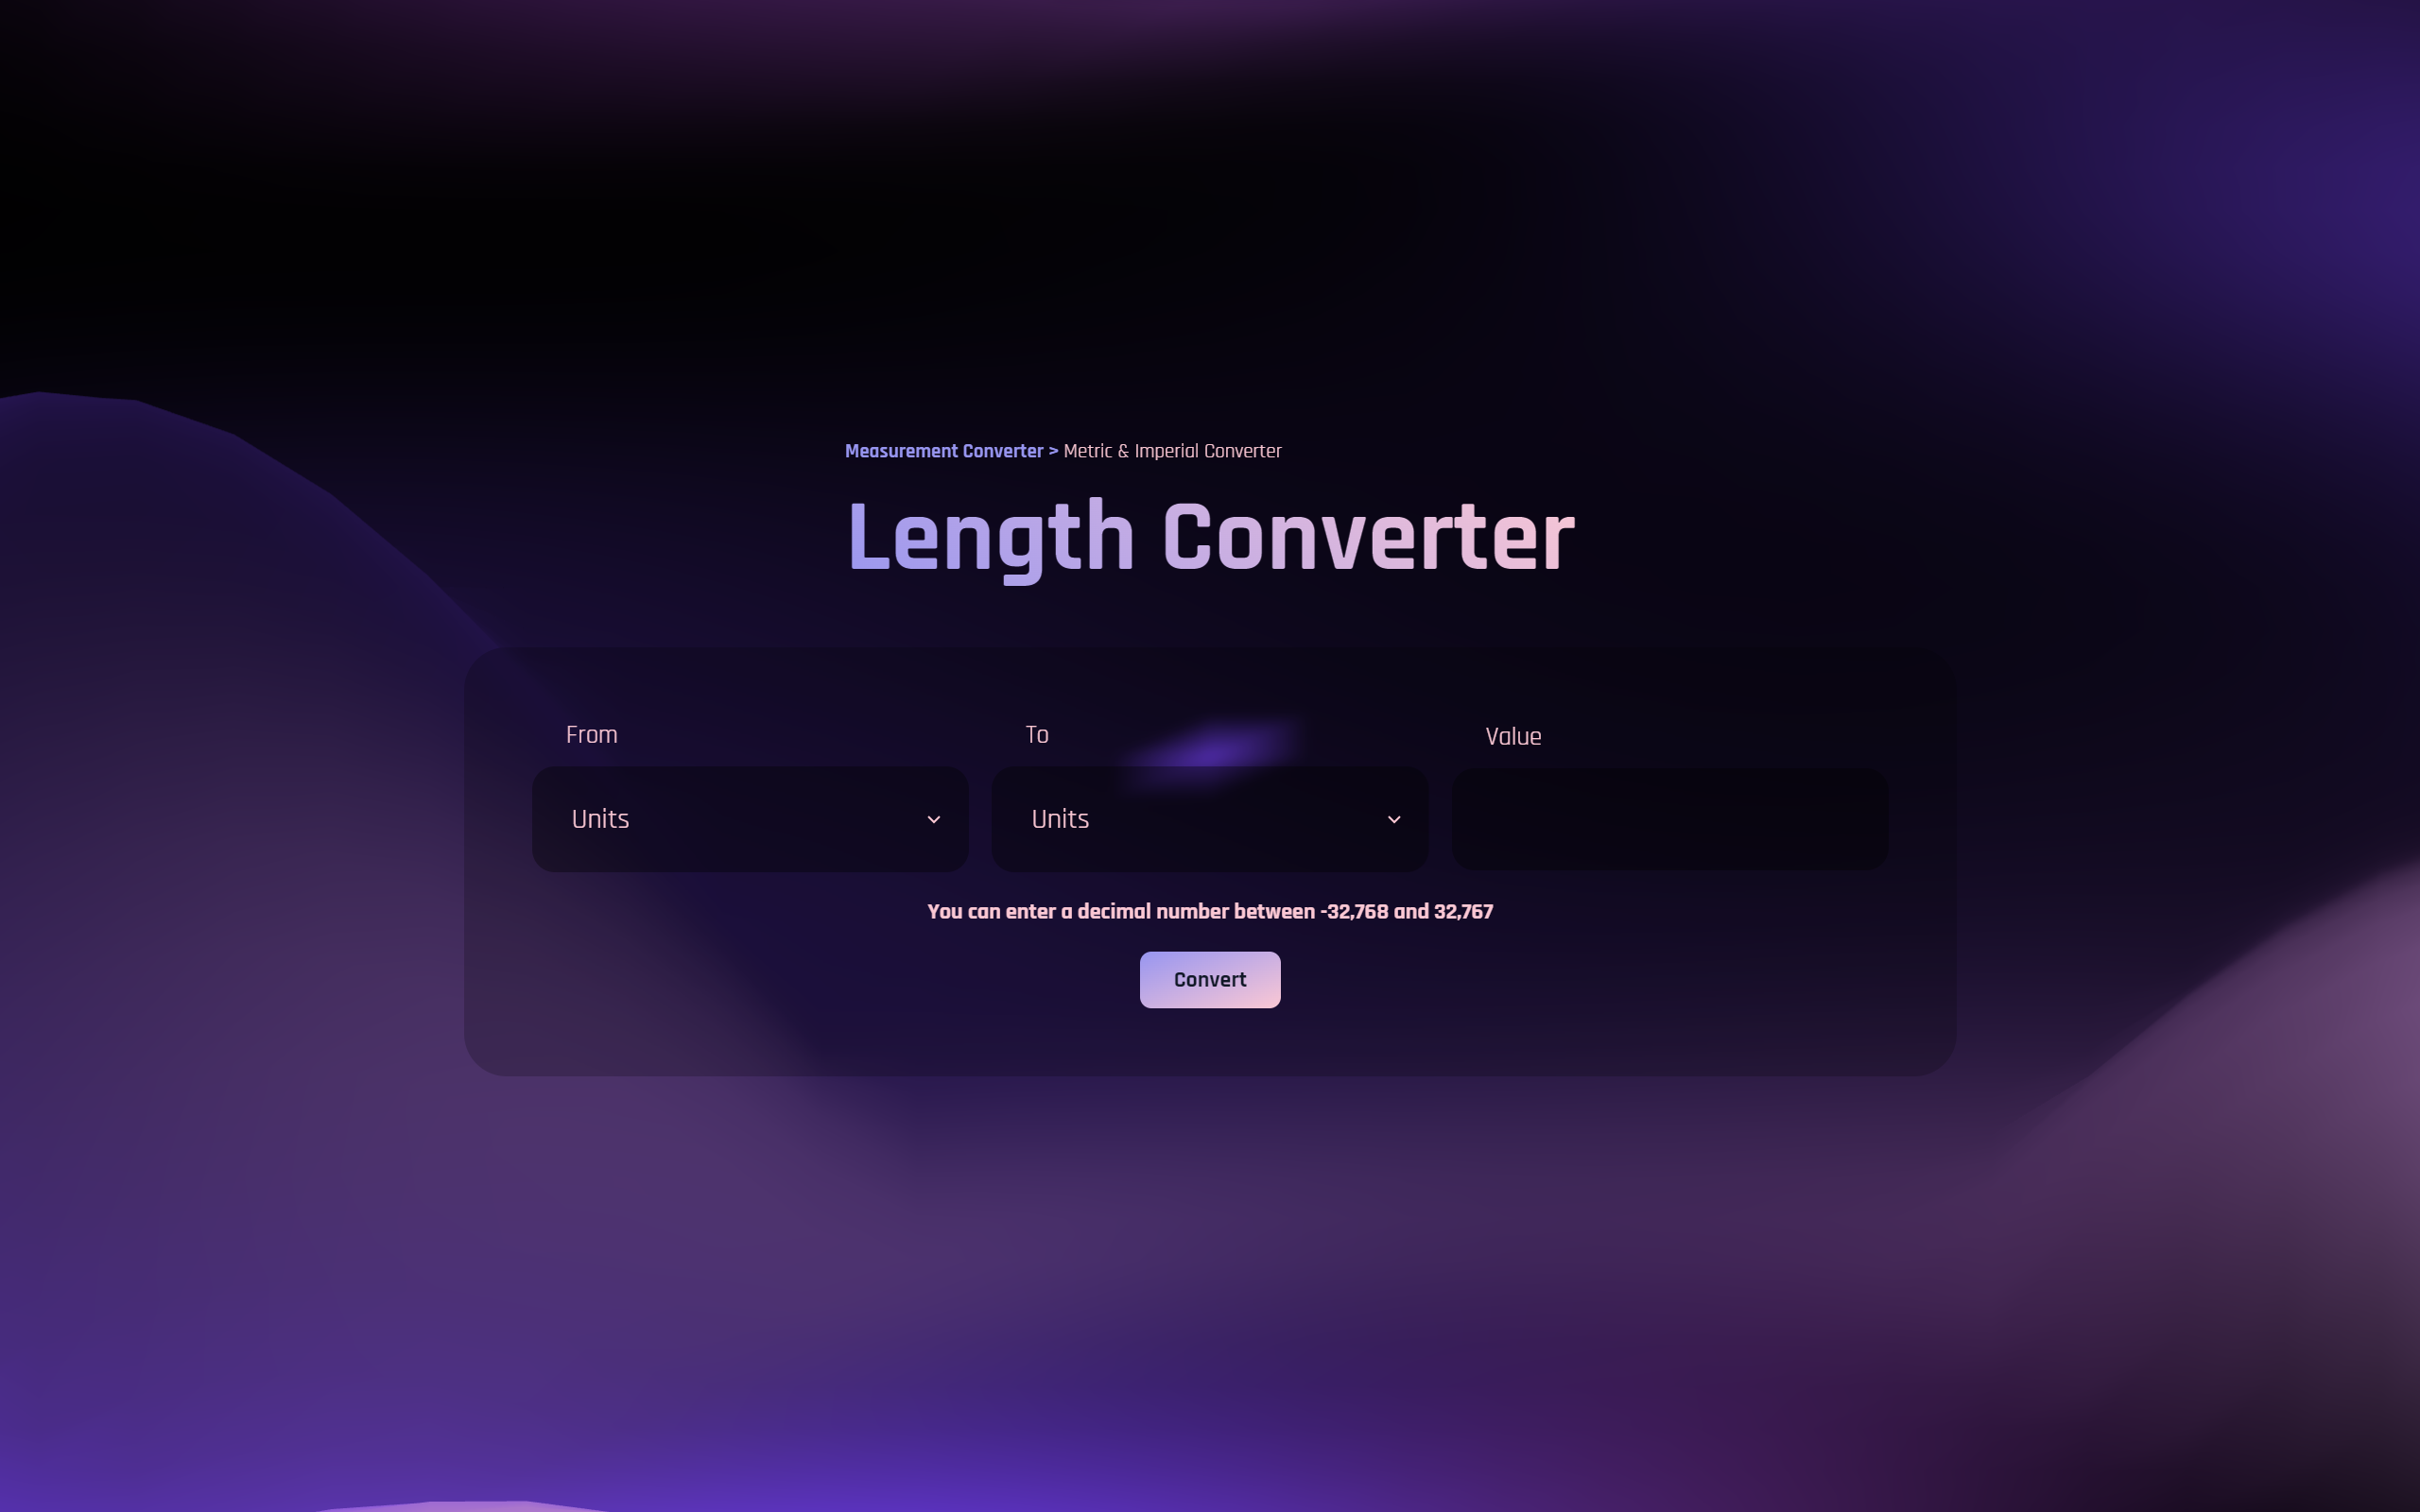 Measurement Converter > Metric & Imperial Converter
Length Converter
From
To
Value
Units
Units
You can enter a decimal number between -32,768 and 32,767
Convert